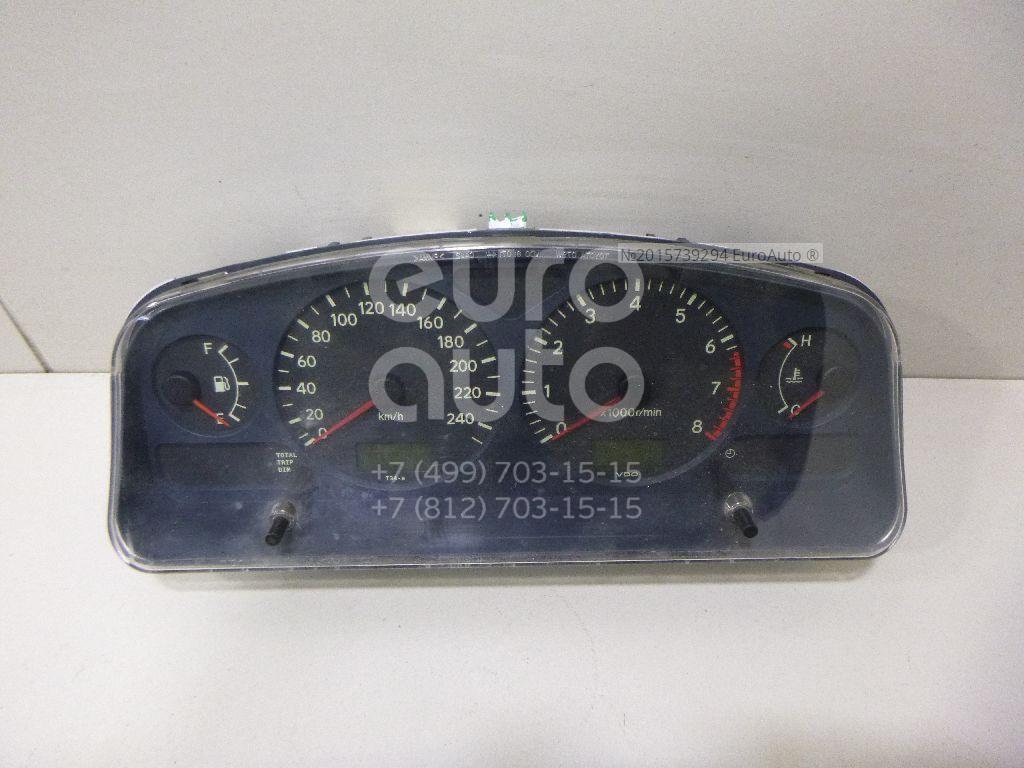 №2015739294 EuroAuto ®
euro
auto
F
E
0
20
40
60
80
100
120
140
160
180
200
220
240
km/h
0
1
2
3
4
5
6
7
8
x1000r/min
H
C
TOTAL
TRIP
DIM
VDO
+7 (499) 703-15-15
+7 (812) 703-15-15